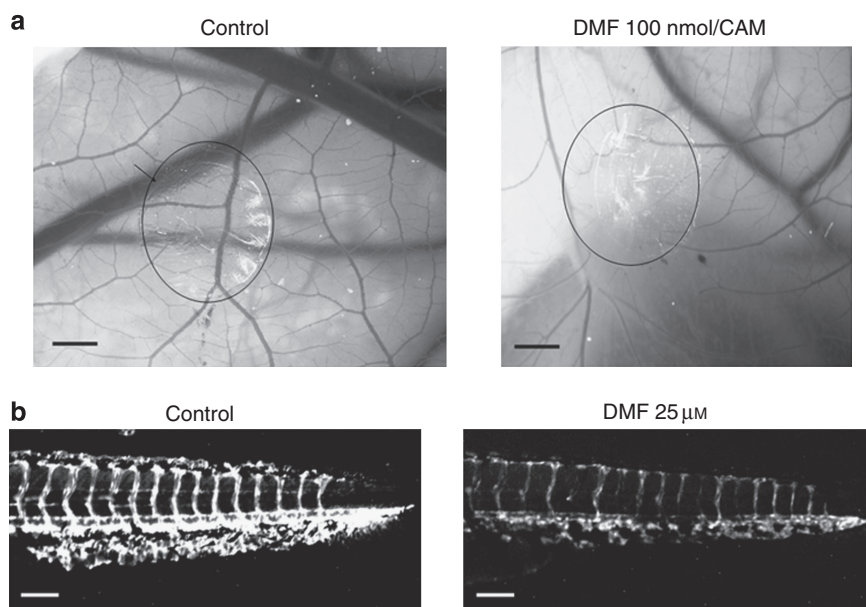 a
Control
DMF 100 nmol/CAM
b
Control
DMF 25 μM